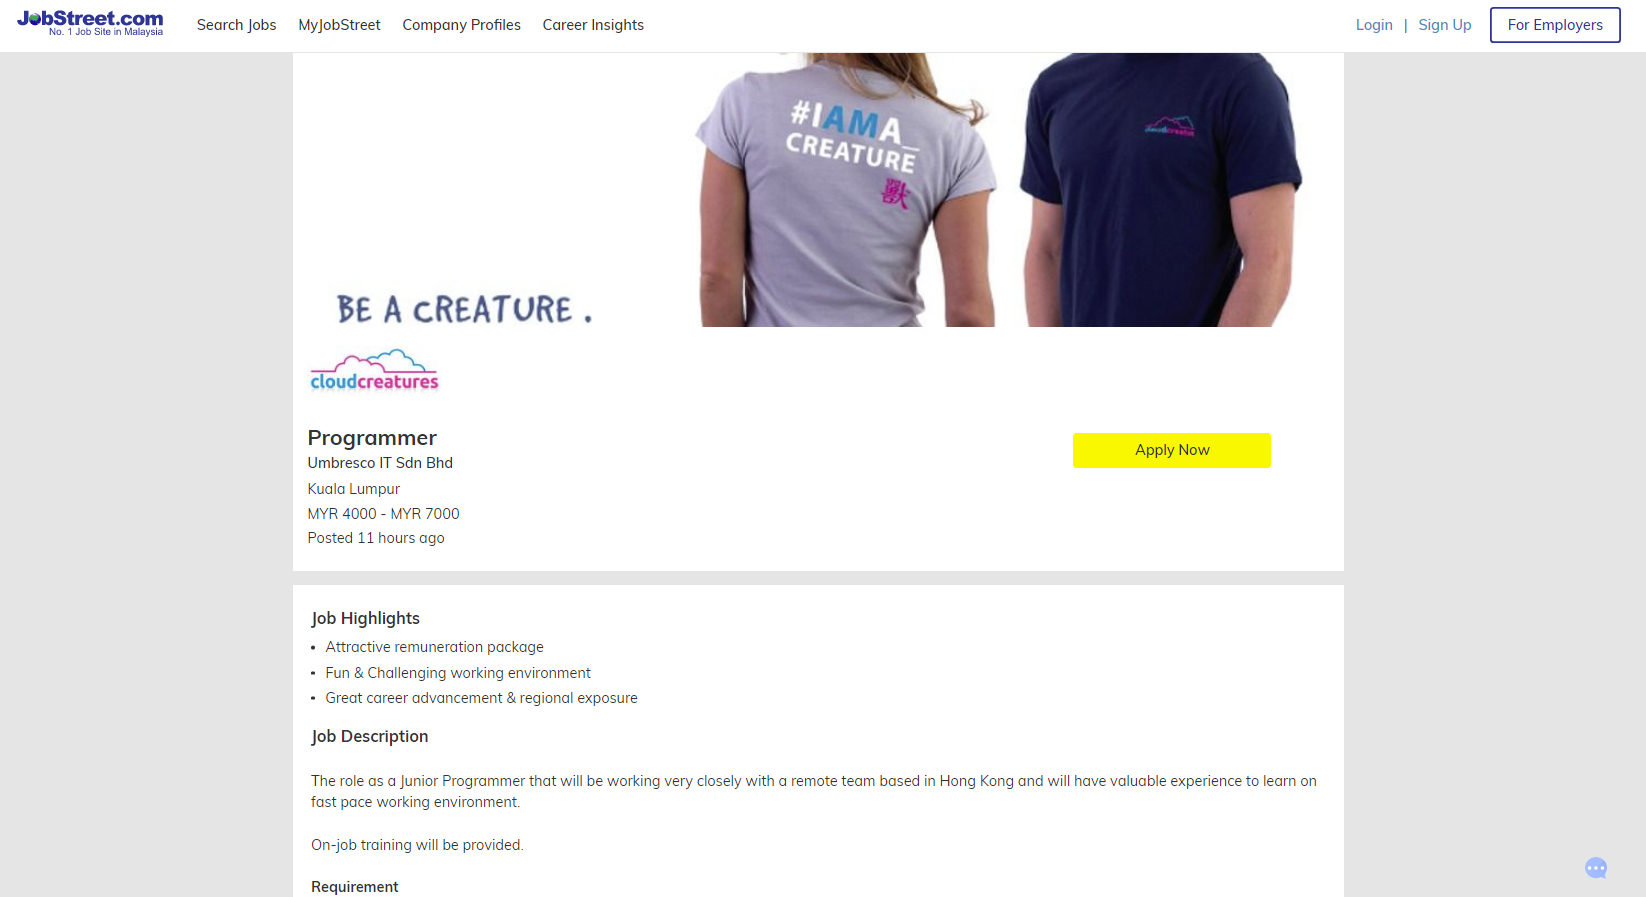 JobStreet.com
No. 1 Job Site in Malaysia
Search Jobs
MyJobStreet
Company Profiles
Career Insights
Login | Sign Up
For Employers
#IAMA_
CREATURE
獸
cloudcreatures
BE A CREATURE .
cloudcreatures
Programmer
Umbresco IT Sdn Bhd
Kuala Lumpur
MYR 4000 - MYR 7000
Posted 11 hours ago
Apply Now
Job Highlights
• Attractive remuneration package
• Fun & Challenging working environment
• Great career advancement & regional exposure
Job Description
The role as a Junior Programmer that will be working very closely with a remote team based in Hong Kong and will have valuable experience to learn on
fast pace working environment.
On-job training will be provided.
Requirement